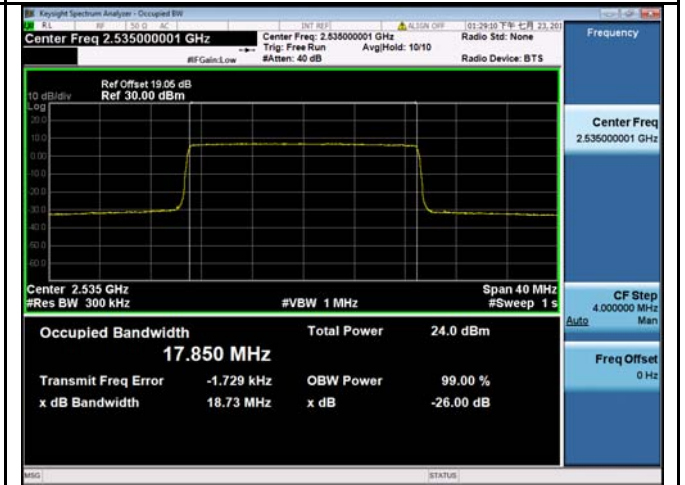 Keysight Spectrum Analyzer - Occupied BW
RL RF 50 Ω AC INT REF ALIGN OFF 01:29:10 下午 七月 23, 201
Center Freq 2.535000001 GHz
Center Freq: 2.535000001 GHz
Radio Std: None
Trig: Free Run Avg|Hold: 10/10
#IFGain:Low #Atten: 40 dB Radio Device: BTS
Frequency
Ref Offset 19.05 dB
10 dB/div Ref 30.00 dBm
Log
20.0
10.0
0.00
-10.0
-20.0
-30.0
-40.0
-50.0
-60.0
Center 2.535 GHz Span 40 MHz
#Res BW 300 kHz #VBW 1 MHz #Sweep 1 s
Occupied Bandwidth Total Power 24.0 dBm
17.850 MHz
Transmit Freq Error -1.729 kHz OBW Power 99.00 %
x dB Bandwidth 18.73 MHz x dB -26.00 dB
Center Freq
2.535000001 GHz
CF Step
4.000000 MHz
Auto Man
Freq Offset
0 Hz
MSG STATUS